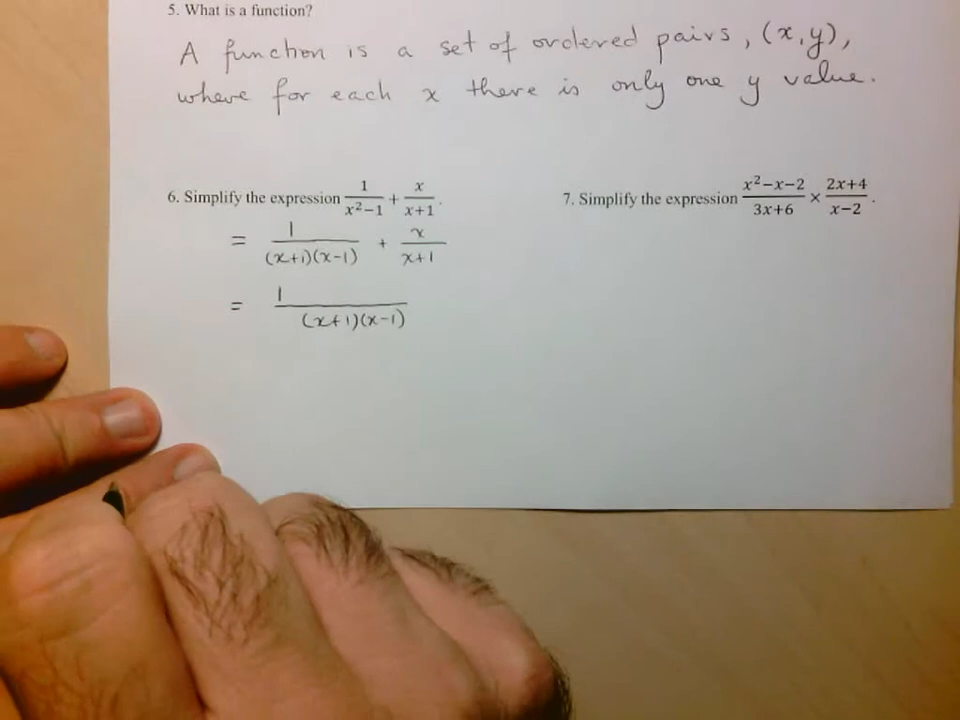 5. What is a function?
A function is a set of ordered pairs, (x,y),
where for each x there is only one y value.
6. Simplify the expression 1/(x²−1) + x/(x+1).
7. Simplify the expression (x²−x−2)/(3x+6) × (2x+4)/(x−2).
= 1/((x+1)(x−1)) + x/(x+1)
= 1/((x+1)(x−1))